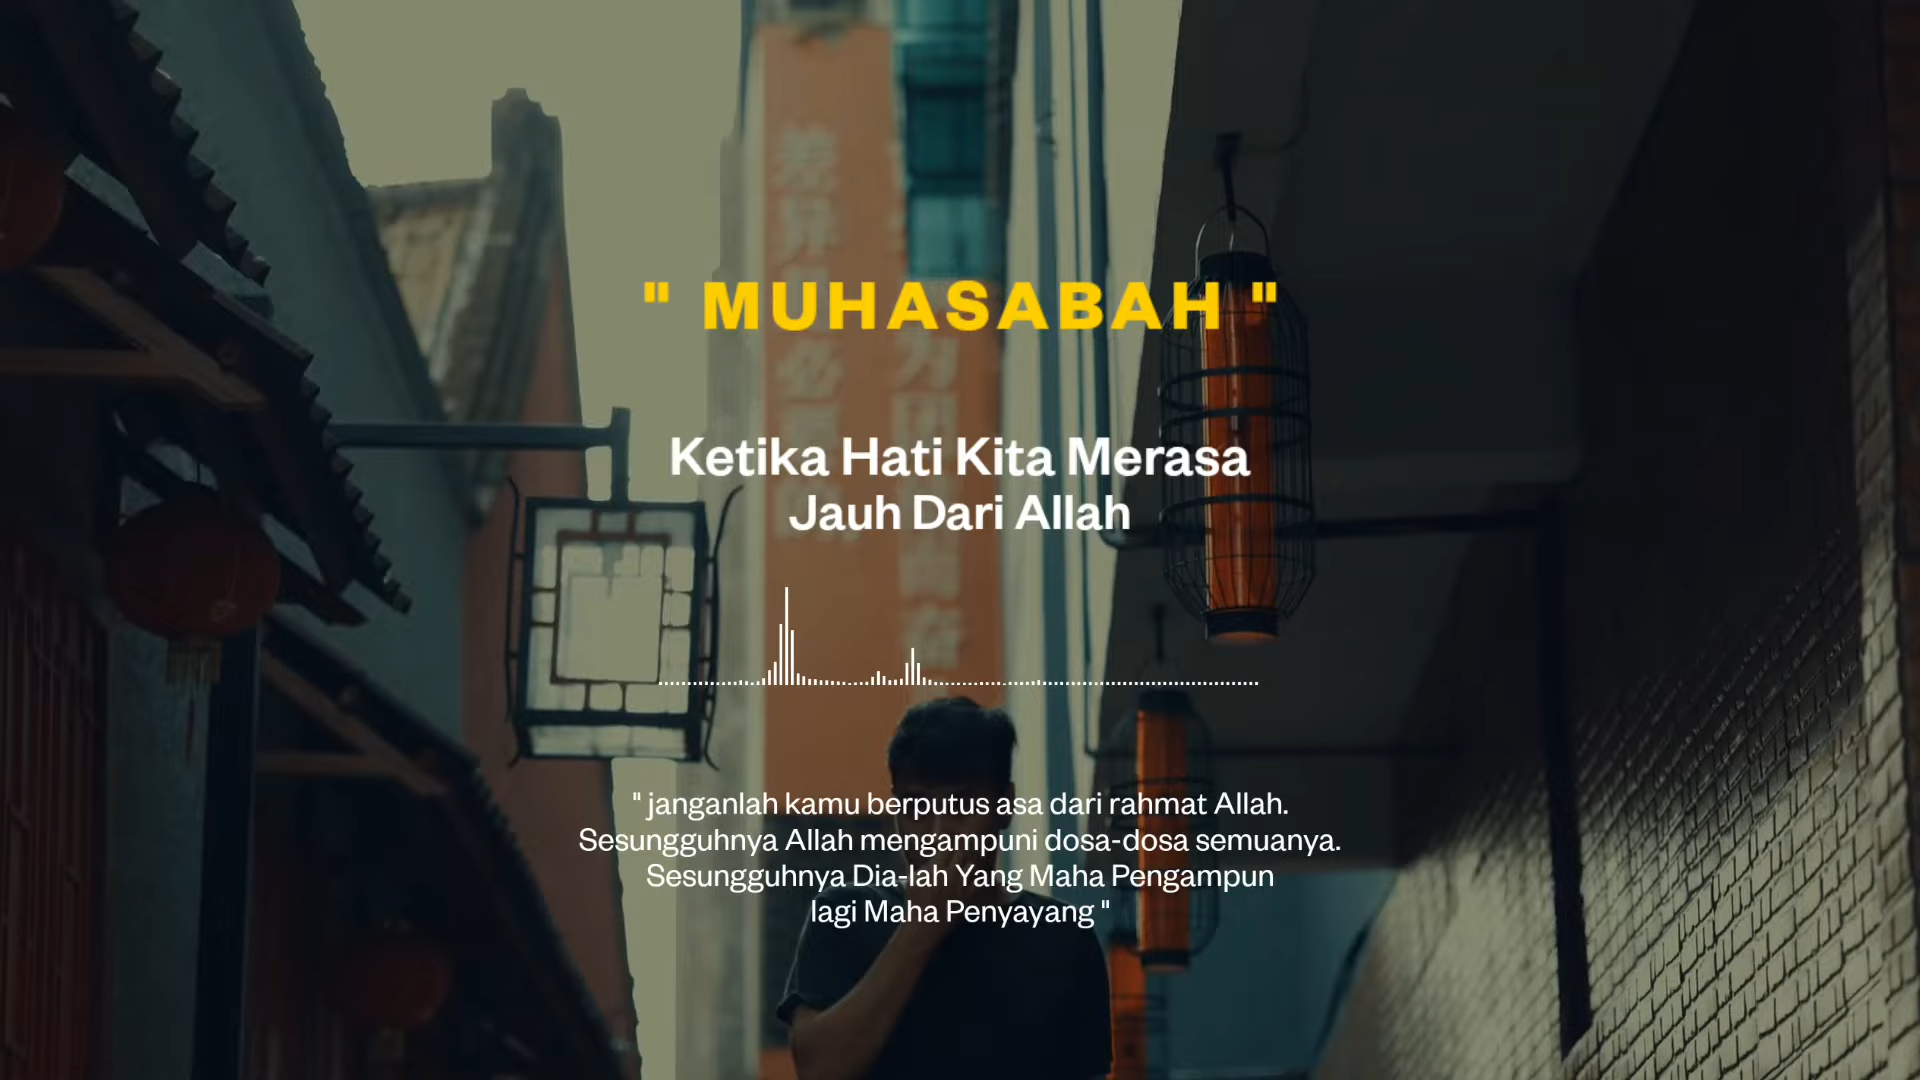 " MUHASABAH "
Ketika Hati Kita Merasa
Jauh Dari Allah
" janganlah kamu berputus asa dari rahmat Allah.
Sesungguhnya Allah mengampuni dosa-dosa semuanya.
Sesungguhnya Dia-lah Yang Maha Pengampun
lagi Maha Penyayang "